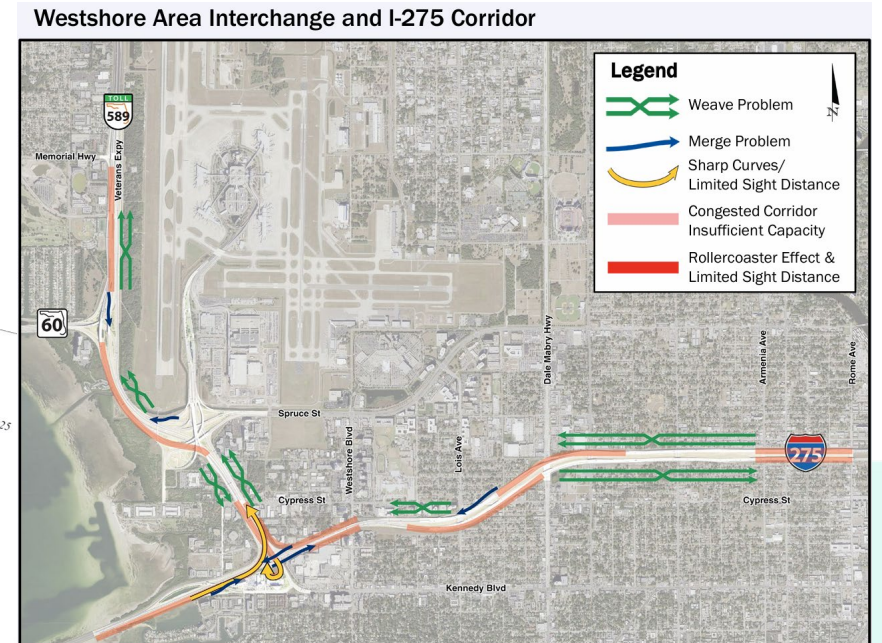 Westshore Area Interchange and I-275 Corridor
Legend
N
Weave Problem
Merge Problem
Sharp Curves/
Limited Sight Distance
Congested Corridor
Insufficient Capacity
Rollercoaster Effect &
Limited Sight Distance
TOLL
589
Memorial Hwy
Veterans Expy
60
Dale Mabry Hwy
Armenia Ave
Rome Ave
Spruce St
25
Westshore Blvd
Lois Ave
275
Cypress St
Cypress St
Kennedy Blvd